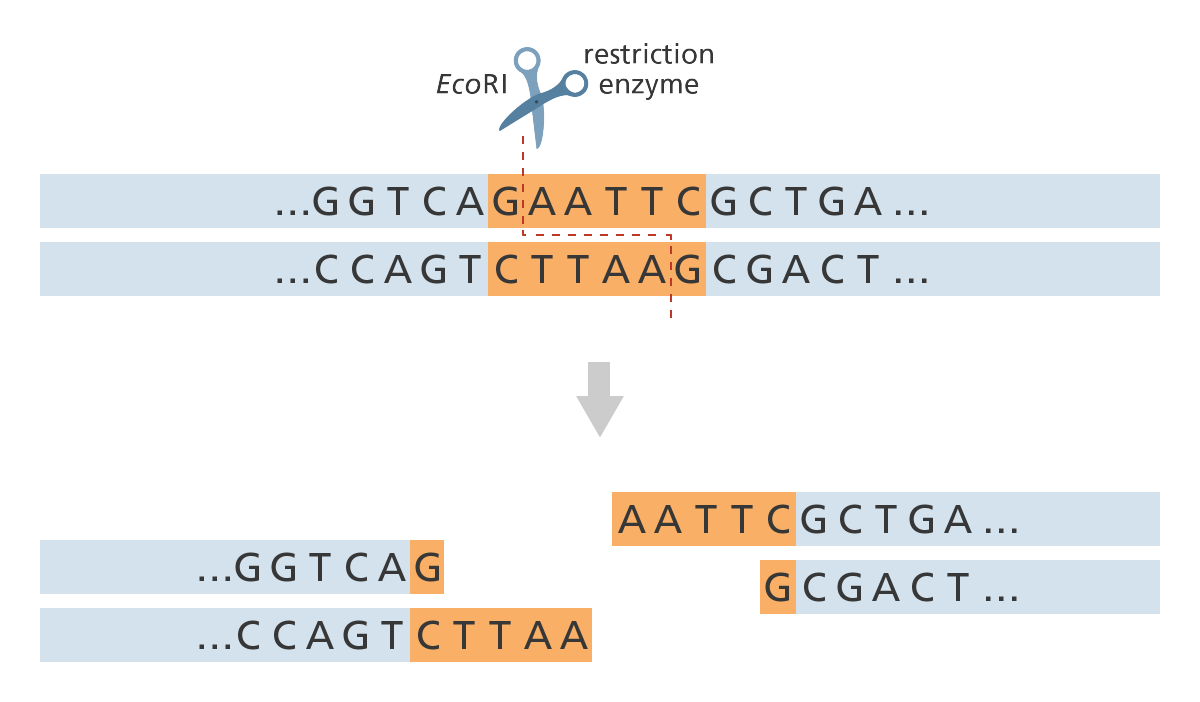 restriction
EcoRI enzyme
...GGTCAGAATTCGCTGA...
...CCAGTCTTAAGCGACT...
AATTCGCTGA...
...GGTCAG
GCGACT...
...CCAGTCTTAA